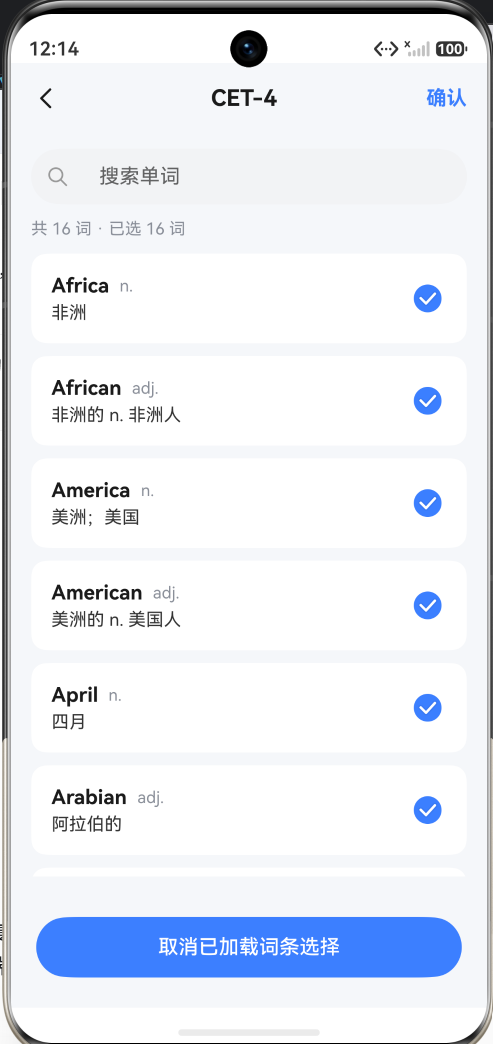 12:14
100
CET-4
确认
搜索单词
共 16 词 · 已选 16 词
Africa n.
非洲
African adj.
非洲的 n. 非洲人
America n.
美洲；美国
American adj.
美洲的 n. 美国人
April n.
四月
Arabian adj.
阿拉伯的
取消已加载词条选择